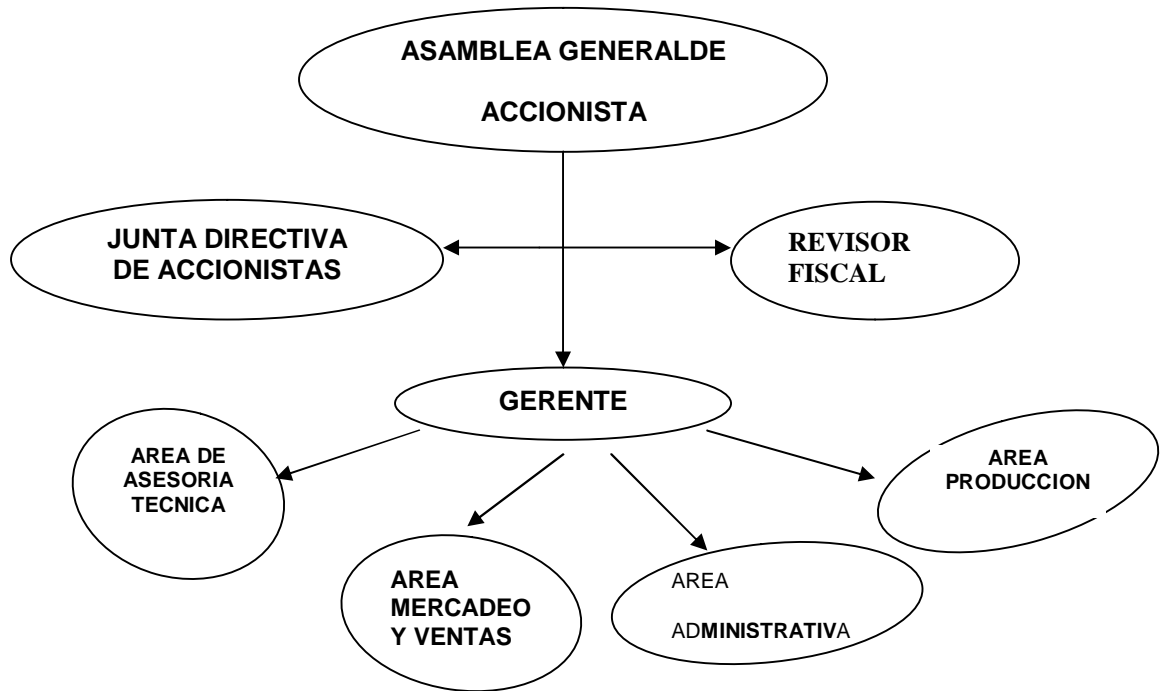 ASAMBLEA GENERALDE
ACCIONISTA
JUNTA DIRECTIVA
DE ACCIONISTAS
REVISOR
FISCAL
GERENTE
AREA DE
ASESORIA
TECNICA
AREA
MERCADEO
Y VENTAS
AREA
ADMINISTRATIVA
AREA
PRODUCCION